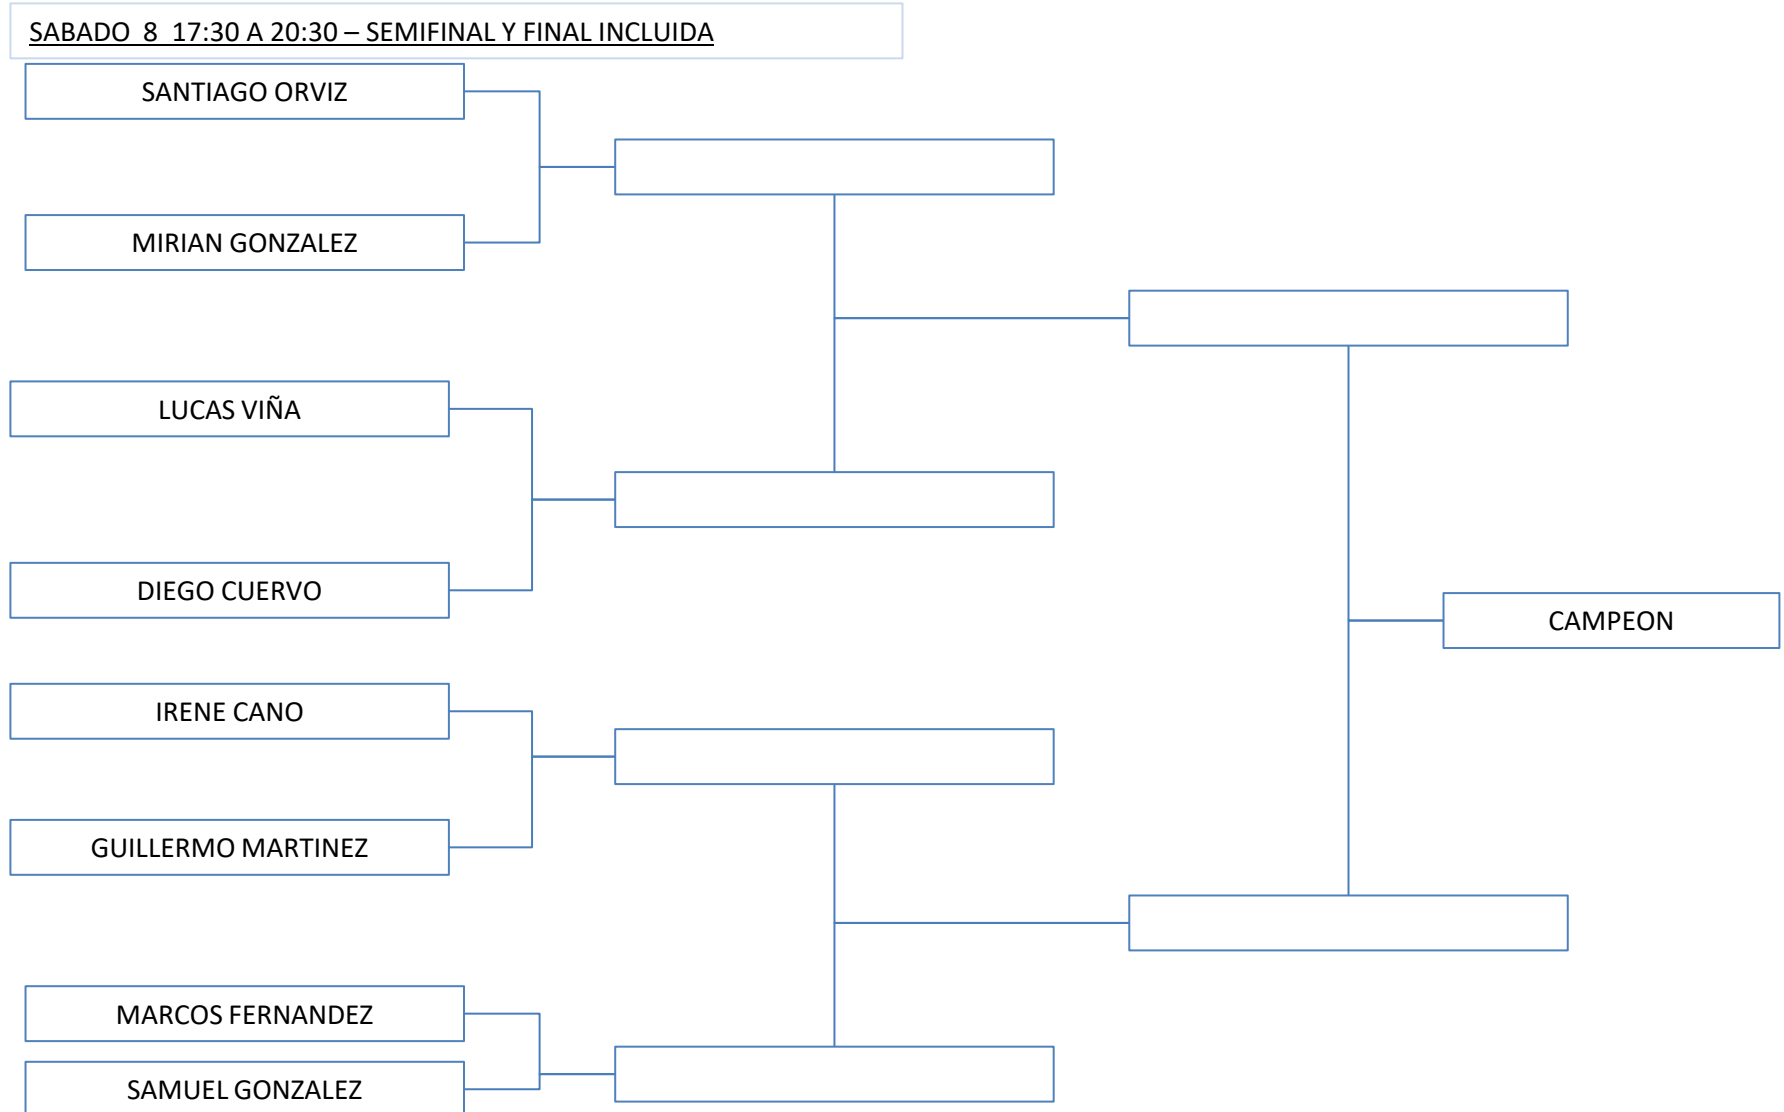 SABADO  8  17:30 A 20:30 – SEMIFINAL Y FINAL INCLUIDA
SANTIAGO ORVIZ
MIRIAN GONZALEZ
LUCAS VIÑA
DIEGO CUERVO
CAMPEON
IRENE CANO
GUILLERMO MARTINEZ
MARCOS FERNANDEZ
SAMUEL GONZALEZ